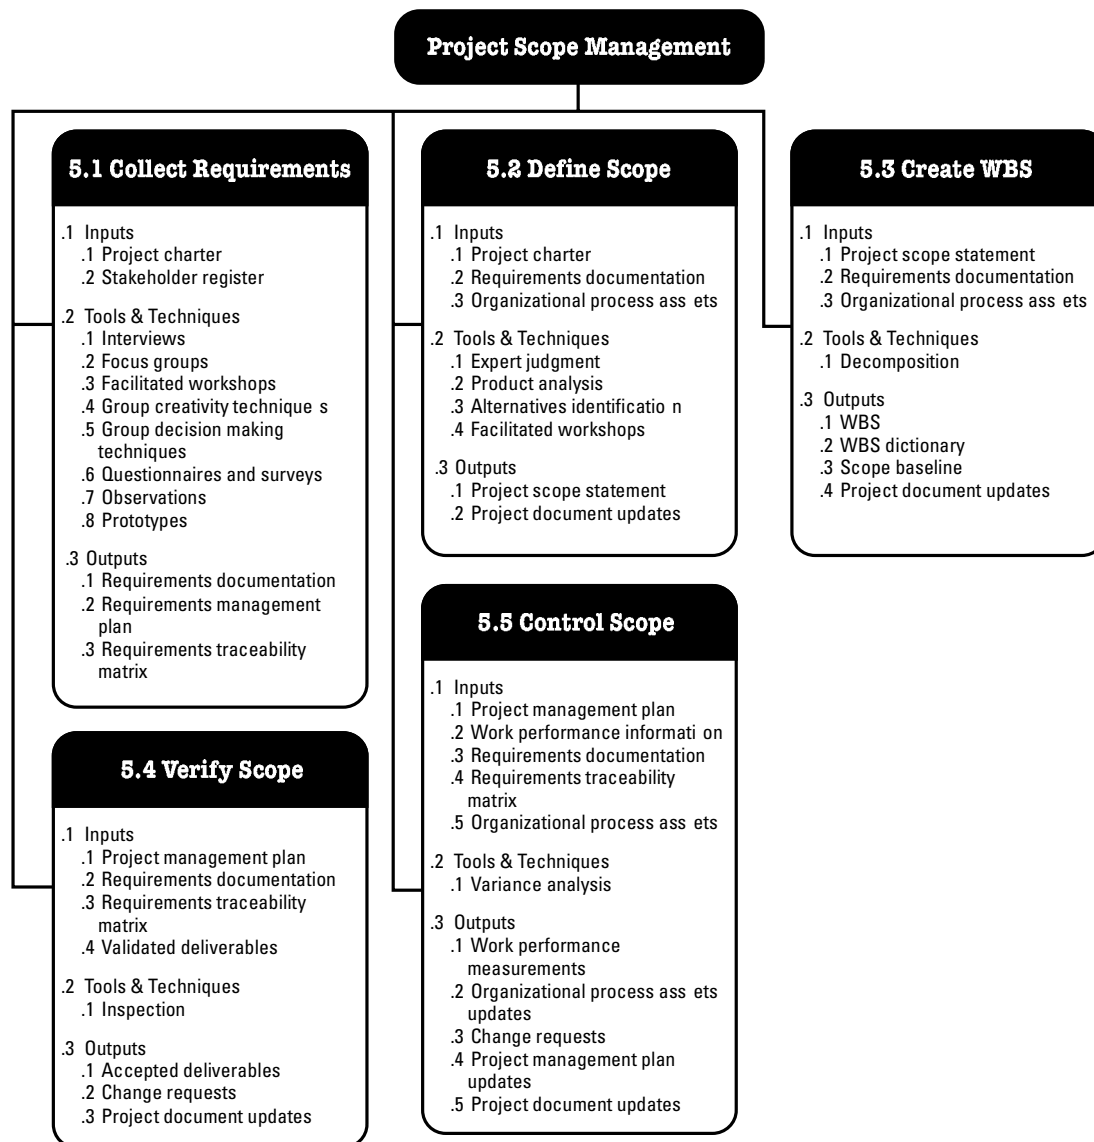 Project Scope Management
5.1 Collect Requirements
.1 Inputs
.1 Project charter
.2 Stakeholder register
.2 Tools & Techniques
.1 Interviews
.2 Focus groups
.3 Facilitated workshops
.4 Group creativity technique s
.5 Group decision making
techniques
.6 Questionnaires and surveys
.7 Observations
.8 Prototypes
.3 Outputs
.1 Requirements documentation
.2 Requirements management
plan
.3 Requirements traceability
matrix
5.2 Define Scope
.1 Inputs
.1 Project charter
.2 Requirements documentation
.3 Organizational process ass ets
.2 Tools & Techniques
.1 Expert judgment
.2 Product analysis
.3 Alternatives identificatio n
.4 Facilitated workshops
.3 Outputs
.1 Project scope statement
.2 Project document updates
5.3 Create WBS
.1 Inputs
.1 Project scope statement
.2 Requirements documentation
.3 Organizational process ass ets
.2 Tools & Techniques
.1 Decomposition
.3 Outputs
.1 WBS
.2 WBS dictionary
.3 Scope baseline
.4 Project document updates
5.4 Verify Scope
.1 Inputs
.1 Project management plan
.2 Requirements documentation
.3 Requirements traceability
matrix
.4 Validated deliverables
.2 Tools & Techniques
.1 Inspection
.3 Outputs
.1 Accepted deliverables
.2 Change requests
.3 Project document updates
5.5 Control Scope
.1 Inputs
.1 Project management plan
.2 Work performance informati on
.3 Requirements documentation
.4 Requirements traceability
matrix
.5 Organizational process ass ets
.2 Tools & Techniques
.1 Variance analysis
.3 Outputs
.1 Work performance
measurements
.2 Organizational process ass ets
updates
.3 Change requests
.4 Project management plan
updates
.5 Project document updates